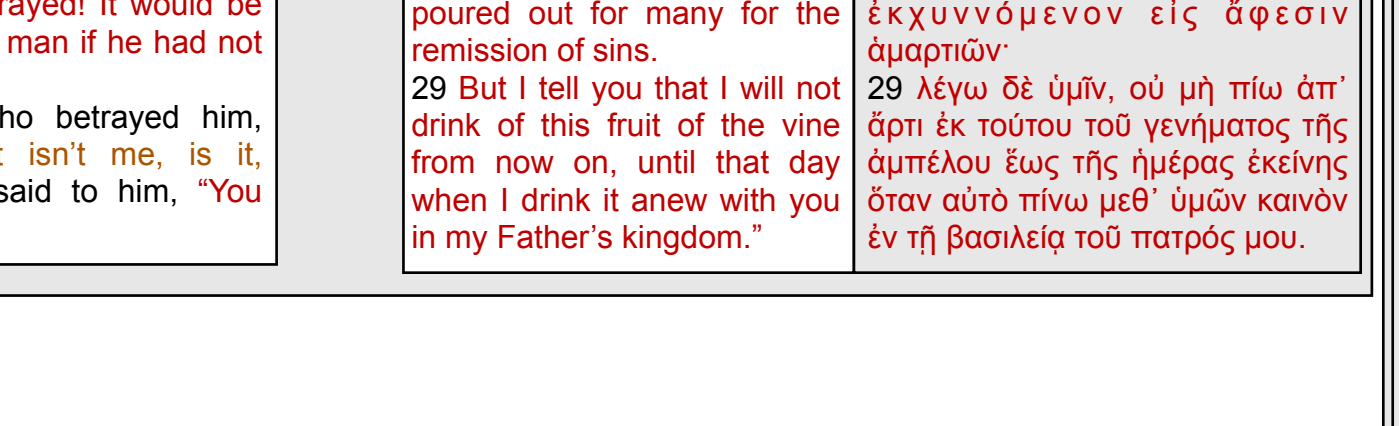 rayed! It would be
man if he had not
ho betrayed him,
isn't me, is it,
said to him, “You
poured out for many for the
remission of sins.
29 But I tell you that I will not
drink of this fruit of the vine
from now on, until that day
when I drink it anew with you
in my Father’s kingdom.”
ἐκχυννόμενον εἰς ἄφεσιν
ἁμαρτιῶν·
29 λέγω δὲ ὑμῖν, οὐ μὴ πίω ἀπ’
ἄρτι ἐκ τούτου τοῦ γενήματος τῆς
ἀμπέλου ἕως τῆς ἡμέρας ἐκείνης
ὅταν αὐτὸ πίνω μεθ’ ὑμῶν καινὸν
ἐν τῇ βασιλείᾳ τοῦ πατρός μου.